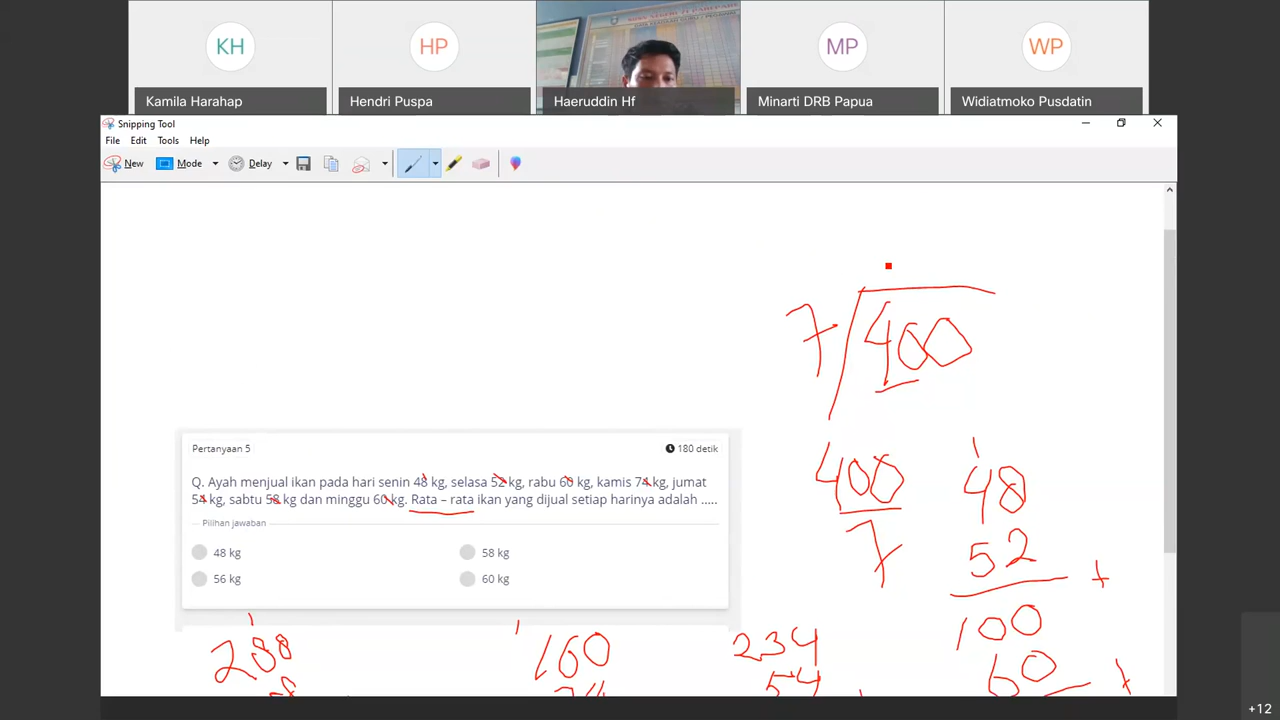 KH
HP
MP
WP
Kamila Harahap
Hendri Puspa
Haeruddin Hf
Minarti DRB Papua
Widiatmoko Pusdatin
Snipping Tool
File Edit Tools Help
New Mode Delay
7 400
Pertanyaan 5
180 detik
Q. Ayah menjual ikan pada hari senin 48 kg, selasa 52 kg, rabu 60 kg, kamis 74 kg, jumat
54 kg, sabtu 58 kg dan minggu 60 kg. Rata – rata ikan yang dijual setiap harinya adalah .....
Pilihan jawaban
48 kg
58 kg
56 kg
60 kg
400
7
1
48
52
+
100
60
+
1
288
1
160
234
54
+12